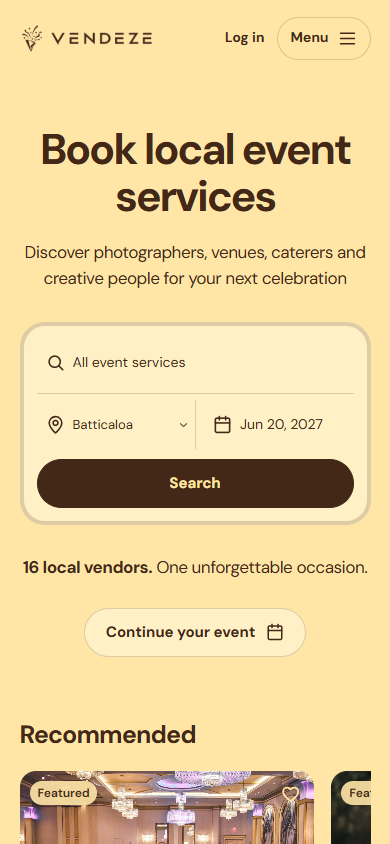 VENDEZE
Log in
Menu
Book local event
services
Discover photographers, venues, caterers and
creative people for your next celebration
All event services
Batticaloa
Jun 20, 2027
Search
16 local vendors. One unforgettable occasion.
Continue your event
Recommended
Featured
Feat